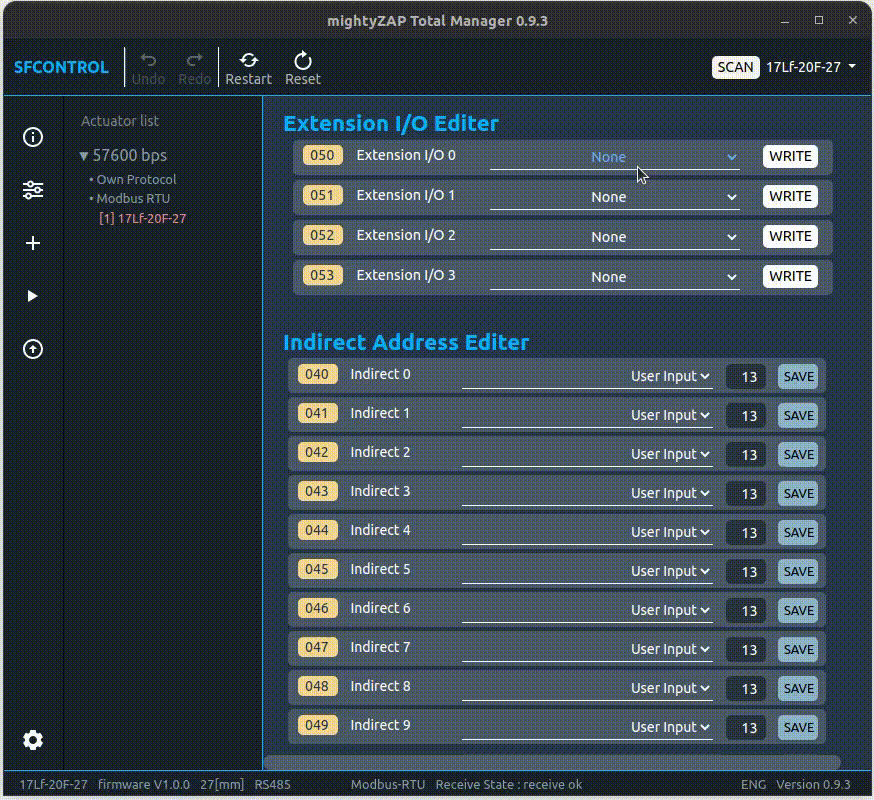 mightyZAP Total Manager 0.9.3
SFCONTROL Undo Redo Restart Reset SCAN 17Lf-20F-27
Actuator list
57600 bps
• Own Protocol
• Modbus RTU
[1] 17Lf-20F-27
Extension I/O Editer
050 Extension I/O 0 None WRITE
051 Extension I/O 1 None WRITE
052 Extension I/O 2 None WRITE
053 Extension I/O 3 None WRITE
Indirect Address Editer
040 Indirect 0 User Input 13 SAVE
041 Indirect 1 User Input 13 SAVE
042 Indirect 2 User Input 13 SAVE
043 Indirect 3 User Input 13 SAVE
044 Indirect 4 User Input 13 SAVE
045 Indirect 5 User Input 13 SAVE
046 Indirect 6 User Input 13 SAVE
047 Indirect 7 User Input 13 SAVE
048 Indirect 8 User Input 13 SAVE
049 Indirect 9 User Input 13 SAVE
17Lf-20F-27 firmware V1.0.0 27[mm] RS485 Modbus-RTU Receive State : receive ok ENG Version 0.9.3